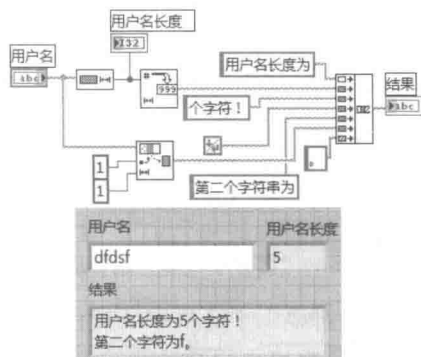 用户名长度
I32
用户名
abc
用户名长度为
结果
abc
个字符！
1
1
第二个字符串为
。
用户名
用户名长度
dfdsf
5
结果
用户名长度为5个字符！
第二个字符为f。